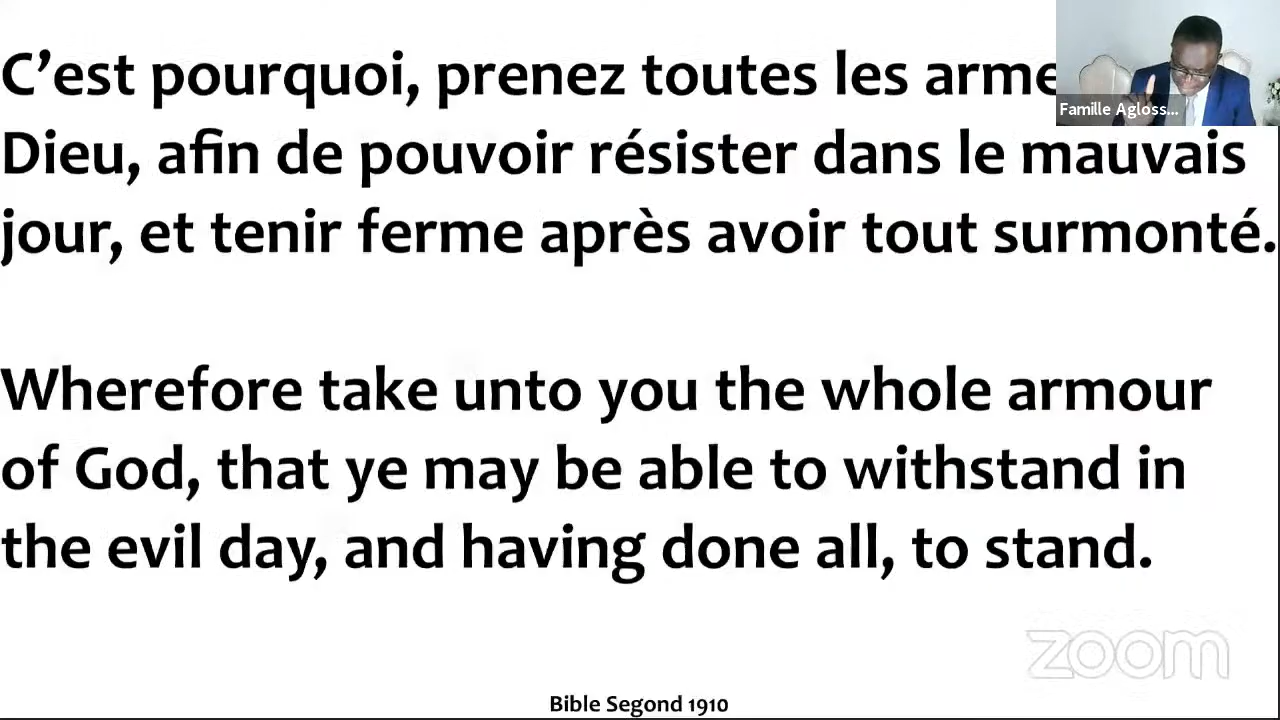 C’est pourquoi, prenez toutes les arme
Famille Agloss...
Dieu, afin de pouvoir résister dans le mauvais
jour, et tenir ferme après avoir tout surmonté.
Wherefore take unto you the whole armour
of God, that ye may be able to withstand in
the evil day, and having done all, to stand.
zoom
Bible Segond 1910